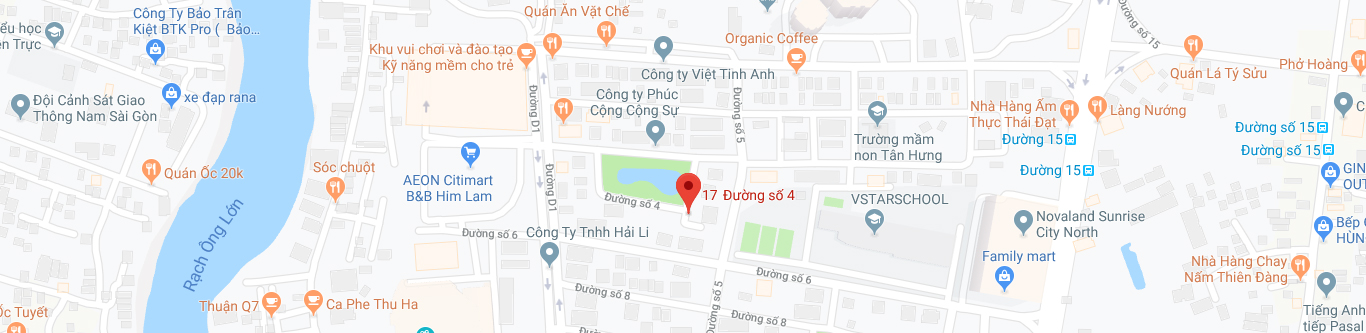 ểu học
ên Trực
Công Ty Bảo Trân
Kiệt BTK Pro ( Bảo...
xe đạp rana
Đội Cảnh Sát Giao
Thông Nam Sài Gòn
Quán Ốc 20k
Rạch Ông Lớn
Ốc Tuyết
Thuận Q7
Ca Phe Thu Ha
Sóc chuột
Khu vui chơi và đào tạo
Kỹ năng mềm cho trẻ
Quán Ăn Vật Chế
AEON Citimart
B&B Him Lam
Đường D1
Đường D1
Công ty Việt Tinh Anh
Công ty Phúc
Cộng Cộng Sự
Organic Coffee
Đường số 5
Đường số 4
17 Đường số 4
Đường số 6
Công Ty Tnhh Hải Li
Đường số 8
Đường số 5
Đường số 6
Trường mầm
non Tân Hưng
VSTARSCHOOL
Nhà Hàng Ẩm
Thực Thái Đạt
Làng Nướng
Đường 15
Đường 15
Đường số 15
Quán Lá Tỷ Sửu
Phở Hoàng
C
Đường số 15
Đường số 15
GIN
OUT
Novaland Sunrise
City North
Family mart
Bếp G
HÙN
Nhà Hàng Chay
Nấm Thiên Đàng
Tiếng Anh
tiếp Pasa